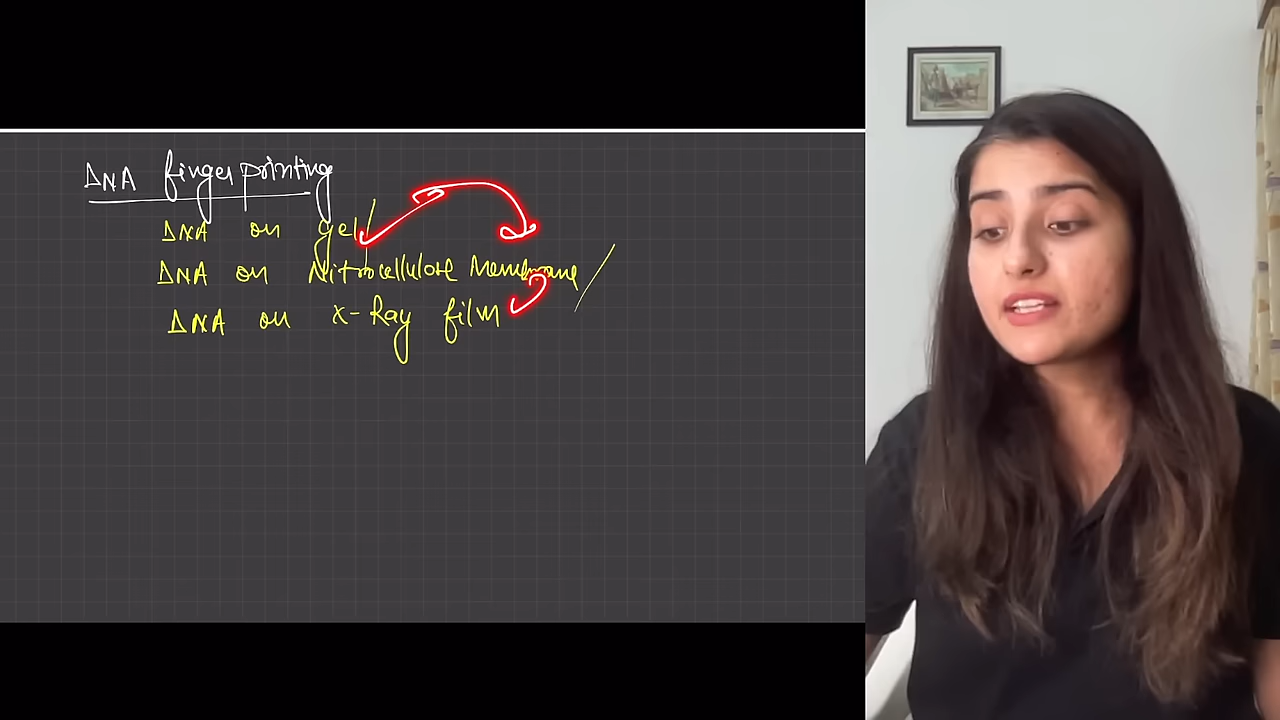 DNA fingerprinting
DNA on gel
DNA on Nitrocellulose Membrane
DNA on X-Ray film